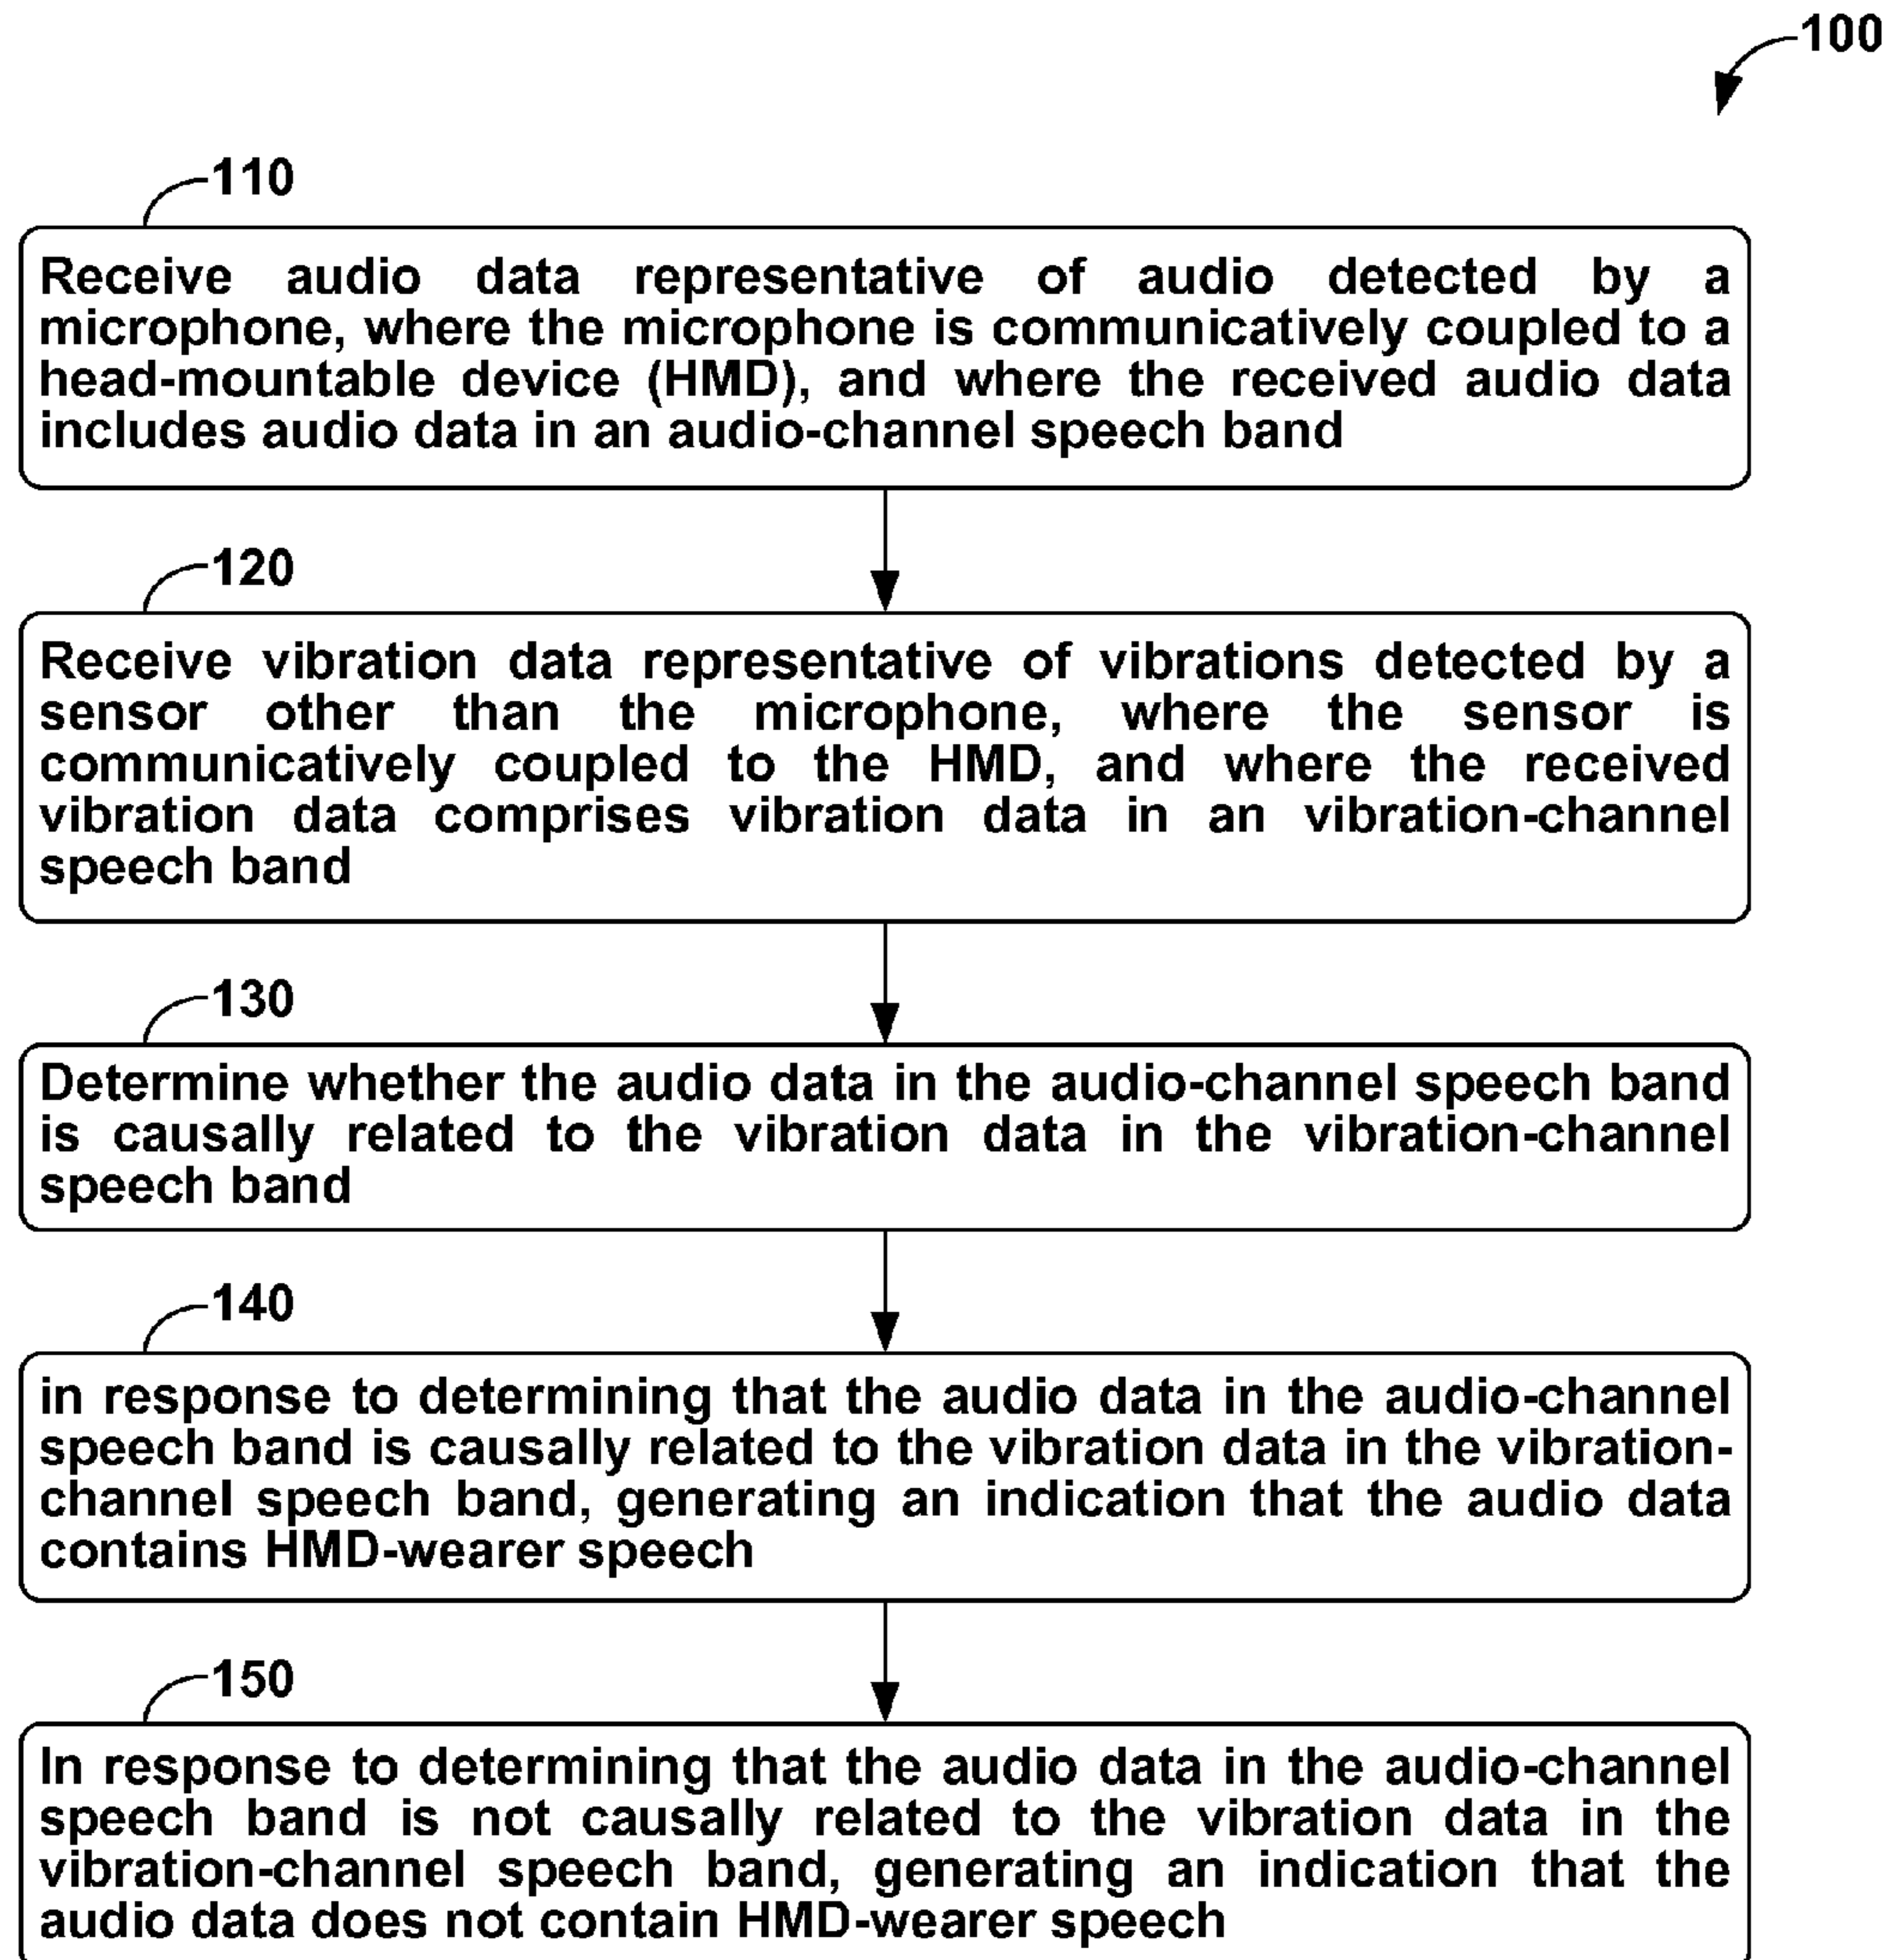 100
110
Receive audio data representative of audio detected by a
microphone, where the microphone is communicatively coupled to a
head-mountable device (HMD), and where the received audio data
includes audio data in an audio-channel speech band
120
Receive vibration data representative of vibrations detected by a
sensor other than the microphone, where the sensor is
communicatively coupled to the HMD, and where the received
vibration data comprises vibration data in an vibration-channel
speech band
130
Determine whether the audio data in the audio-channel speech band
is causally related to the vibration data in the vibration-channel
speech band
140
in response to determining that the audio data in the audio-channel
speech band is causally related to the vibration data in the vibration-
channel speech band, generating an indication that the audio data
contains HMD-wearer speech
150
In response to determining that the audio data in the audio-channel
speech band is not causally related to the vibration data in the
vibration-channel speech band, generating an indication that the
audio data does not contain HMD-wearer speech